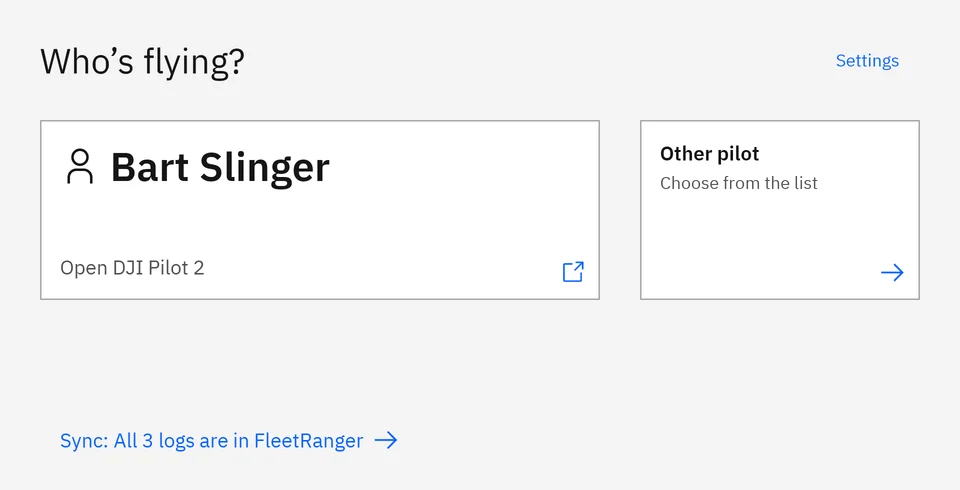 Who’s flying?
Settings
Bart Slinger
Open DJI Pilot 2
Other pilot
Choose from the list
Sync: All 3 logs are in FleetRanger